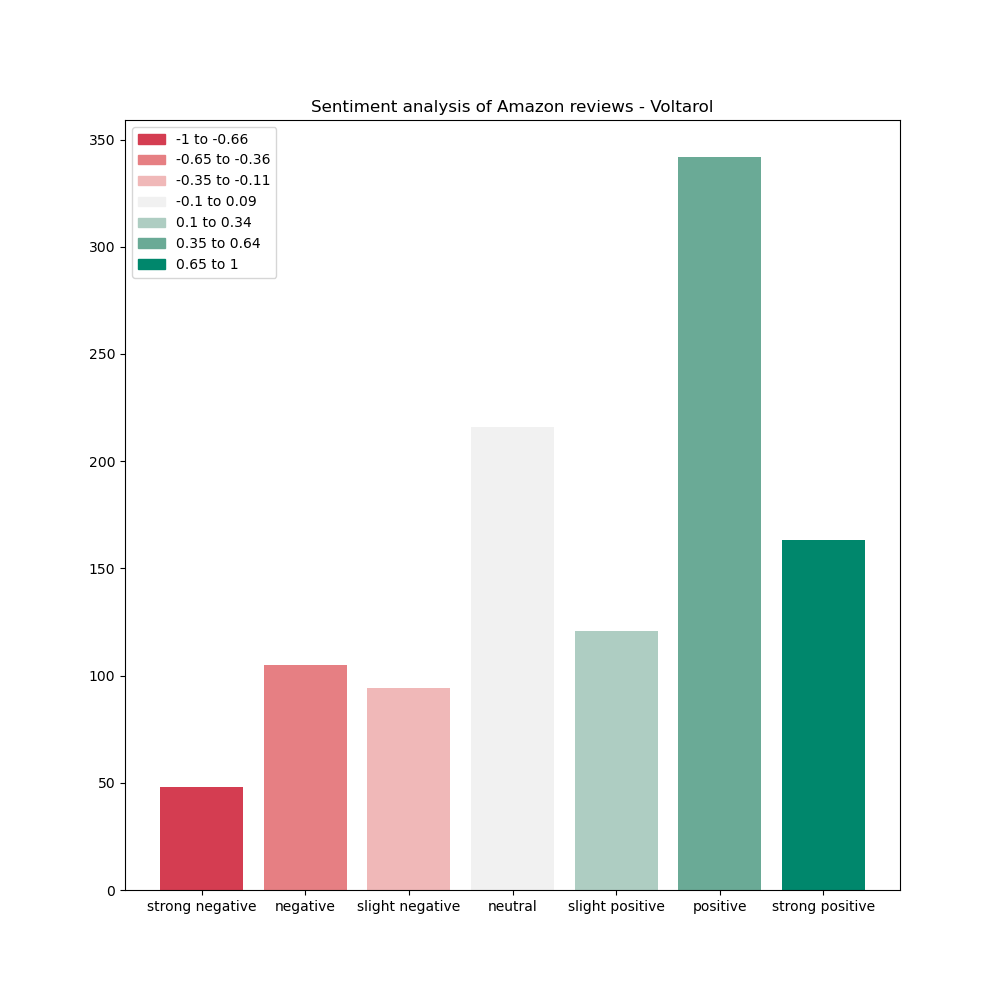 Sentiment analysis of Amazon reviews - Voltarol
-1 to -0.66
-0.65 to -0.36
-0.35 to -0.11
-0.1 to 0.09
0.1 to 0.34
0.35 to 0.64
0.65 to 1
350
300
250
200
150
100
50
0
strong negative negative slight negative neutral slight positive positive strong positive